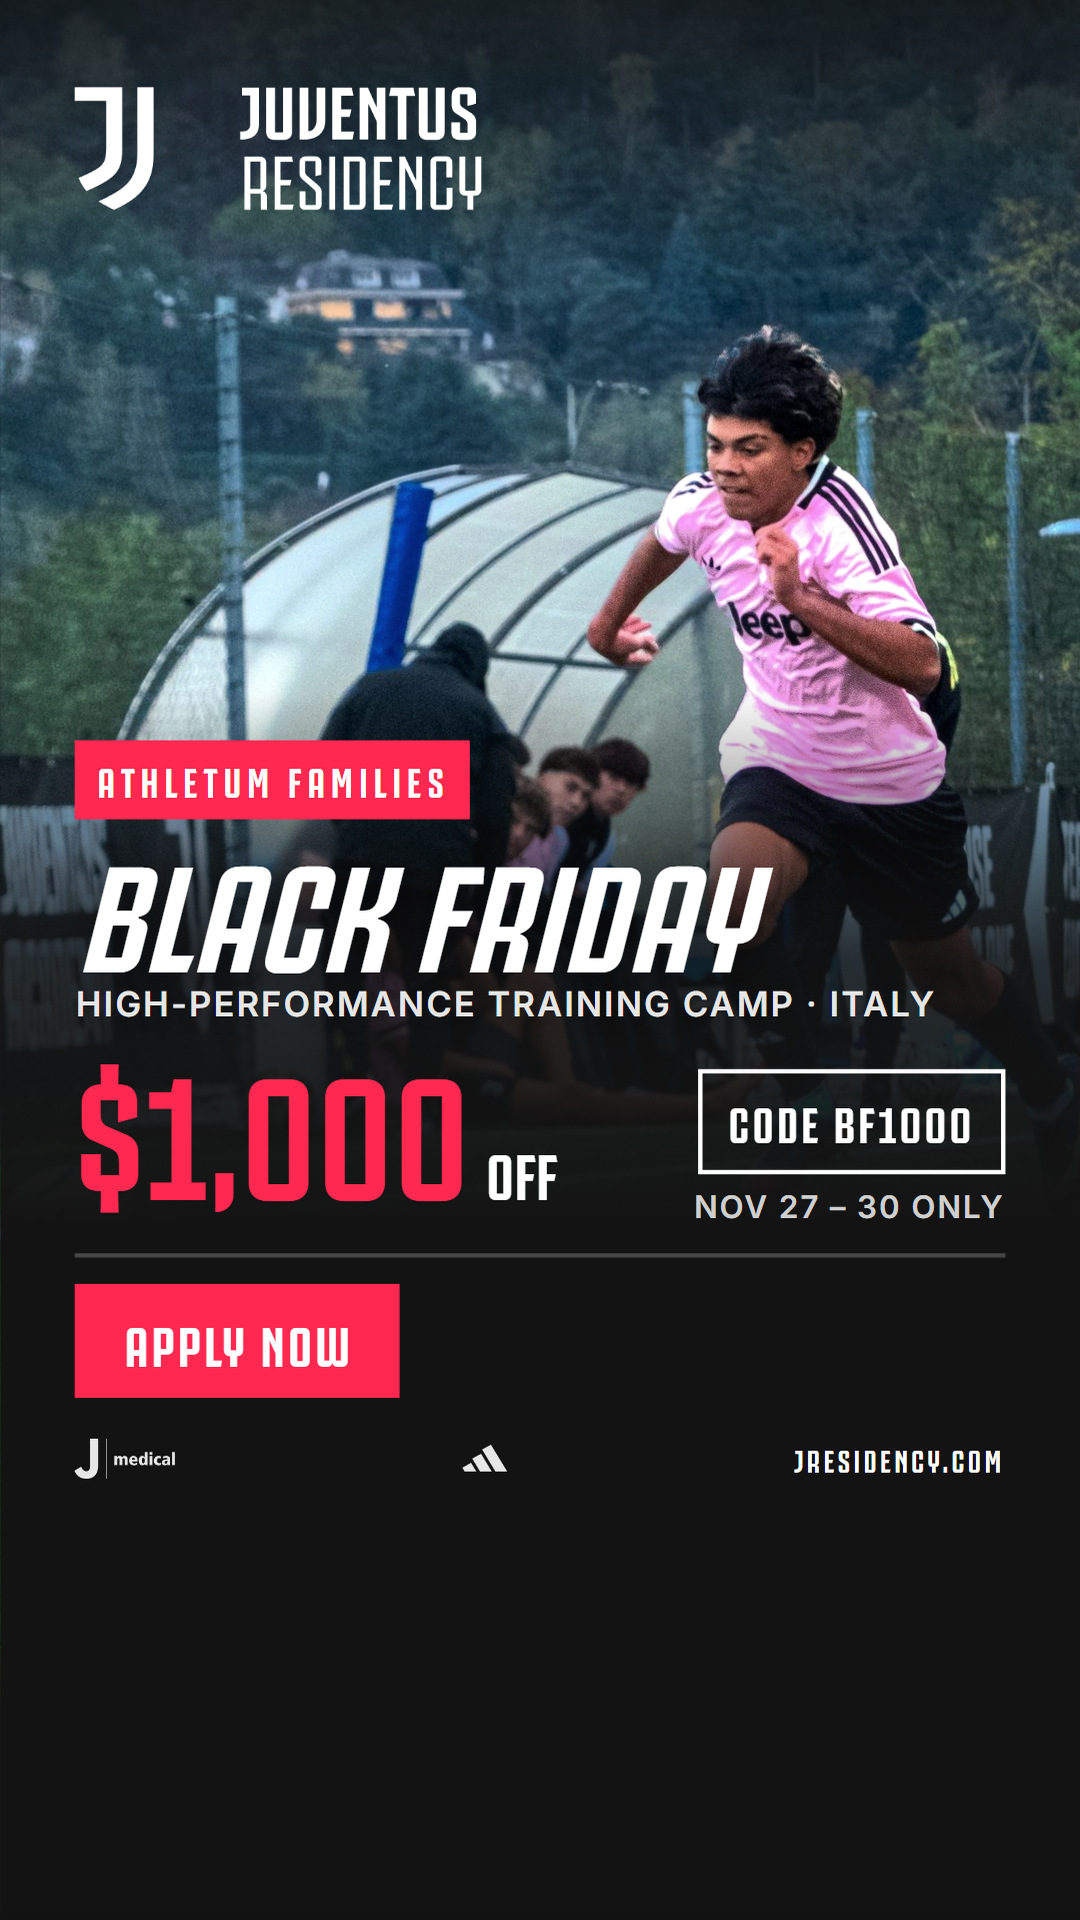 JUVENTUS
RESIDENCY
Jeep
ATHLETUM FAMILIES
BLACK FRIDAY
HIGH-PERFORMANCE TRAINING CAMP · ITALY
$1,000 OFF
CODE BF1000
NOV 27 – 30 ONLY
APPLY NOW
J medical
JRESIDENCY.COM